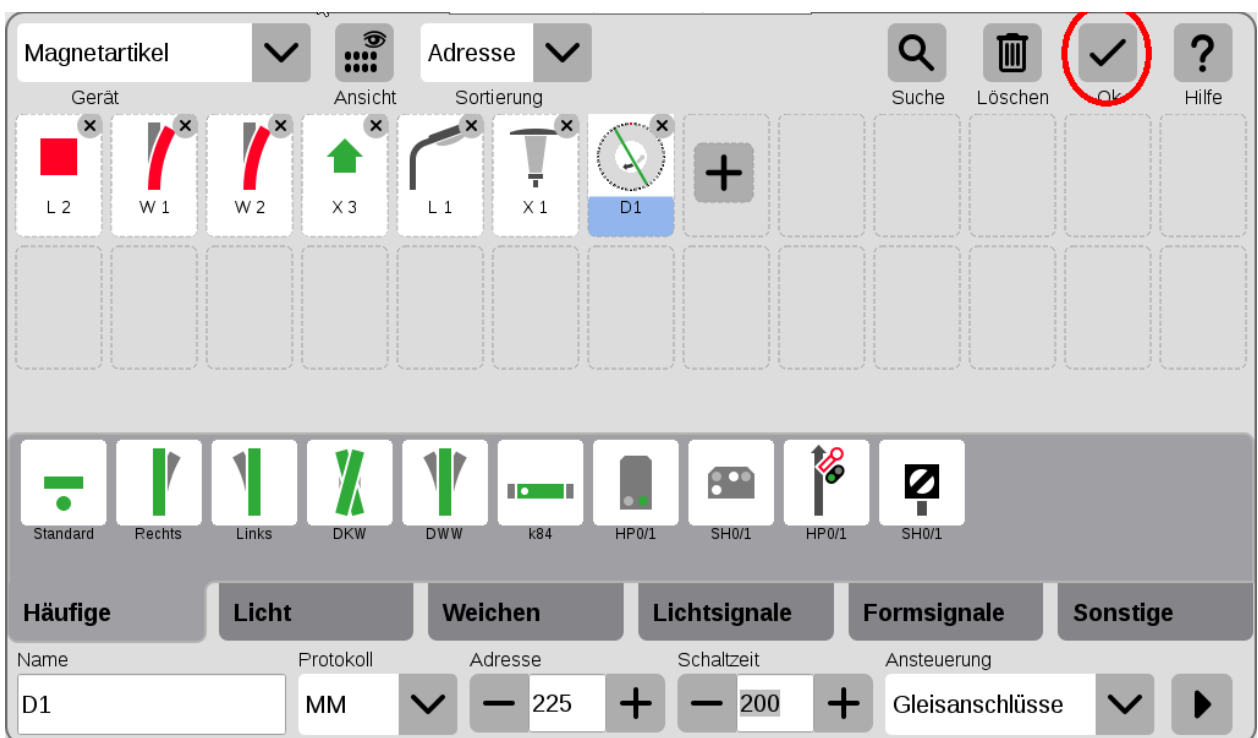 Magnetartikel
Adresse
?
Gerät
Ansicht
Sortierung
Suche
Löschen
Ok
Hilfe
L 2
W 1
W 2
X 3
L 1
X 1
D1
Standard
Rechts
Links
DKW
DWW
k84
HP0/1
SH0/1
HP0/1
SH0/1
Häufige
Licht
Weichen
Lichtsignale
Formsignale
Sonstige
Name
Protokoll
Adresse
Schaltzeit
Ansteuerung
D1
MM
225
200
Gleisanschlüsse